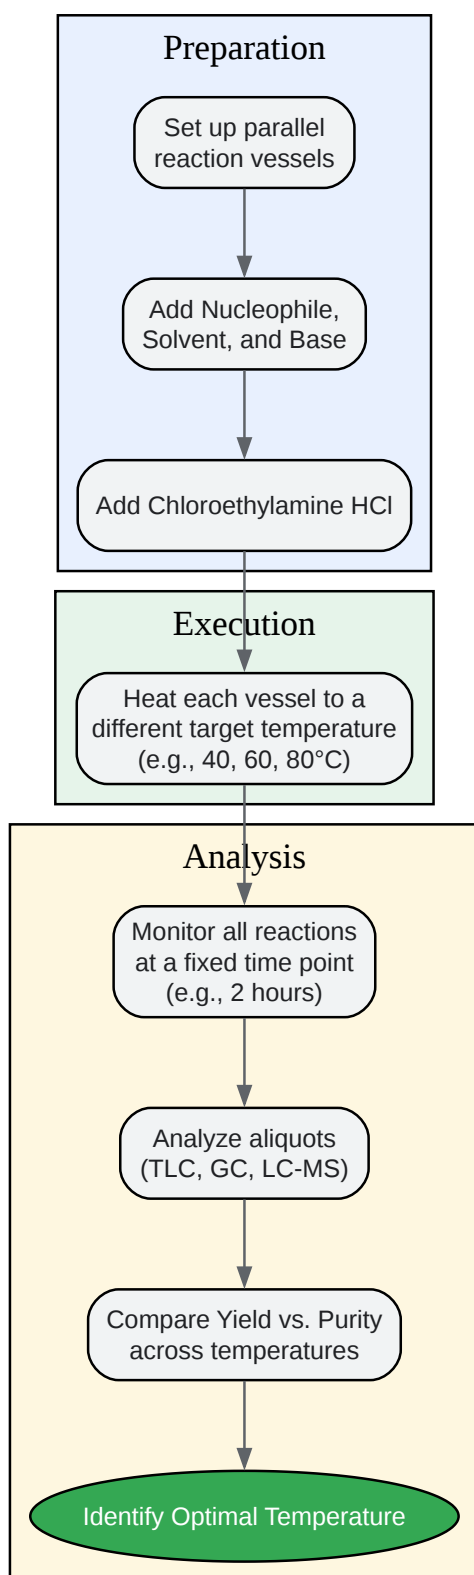 Preparation
Set up parallel
reaction vessels
Add Nucleophile,
Solvent, and Base
Add Chloroethylamine HCl
Execution
Heat each vessel to a
different target temperature
(e.g., 40, 60, 80°C)
Analysis
Monitor all reactions
at a fixed time point
(e.g., 2 hours)
Analyze aliquots
(TLC, GC, LC-MS)
Compare Yield vs. Purity
across temperatures
Identify Optimal Temperature